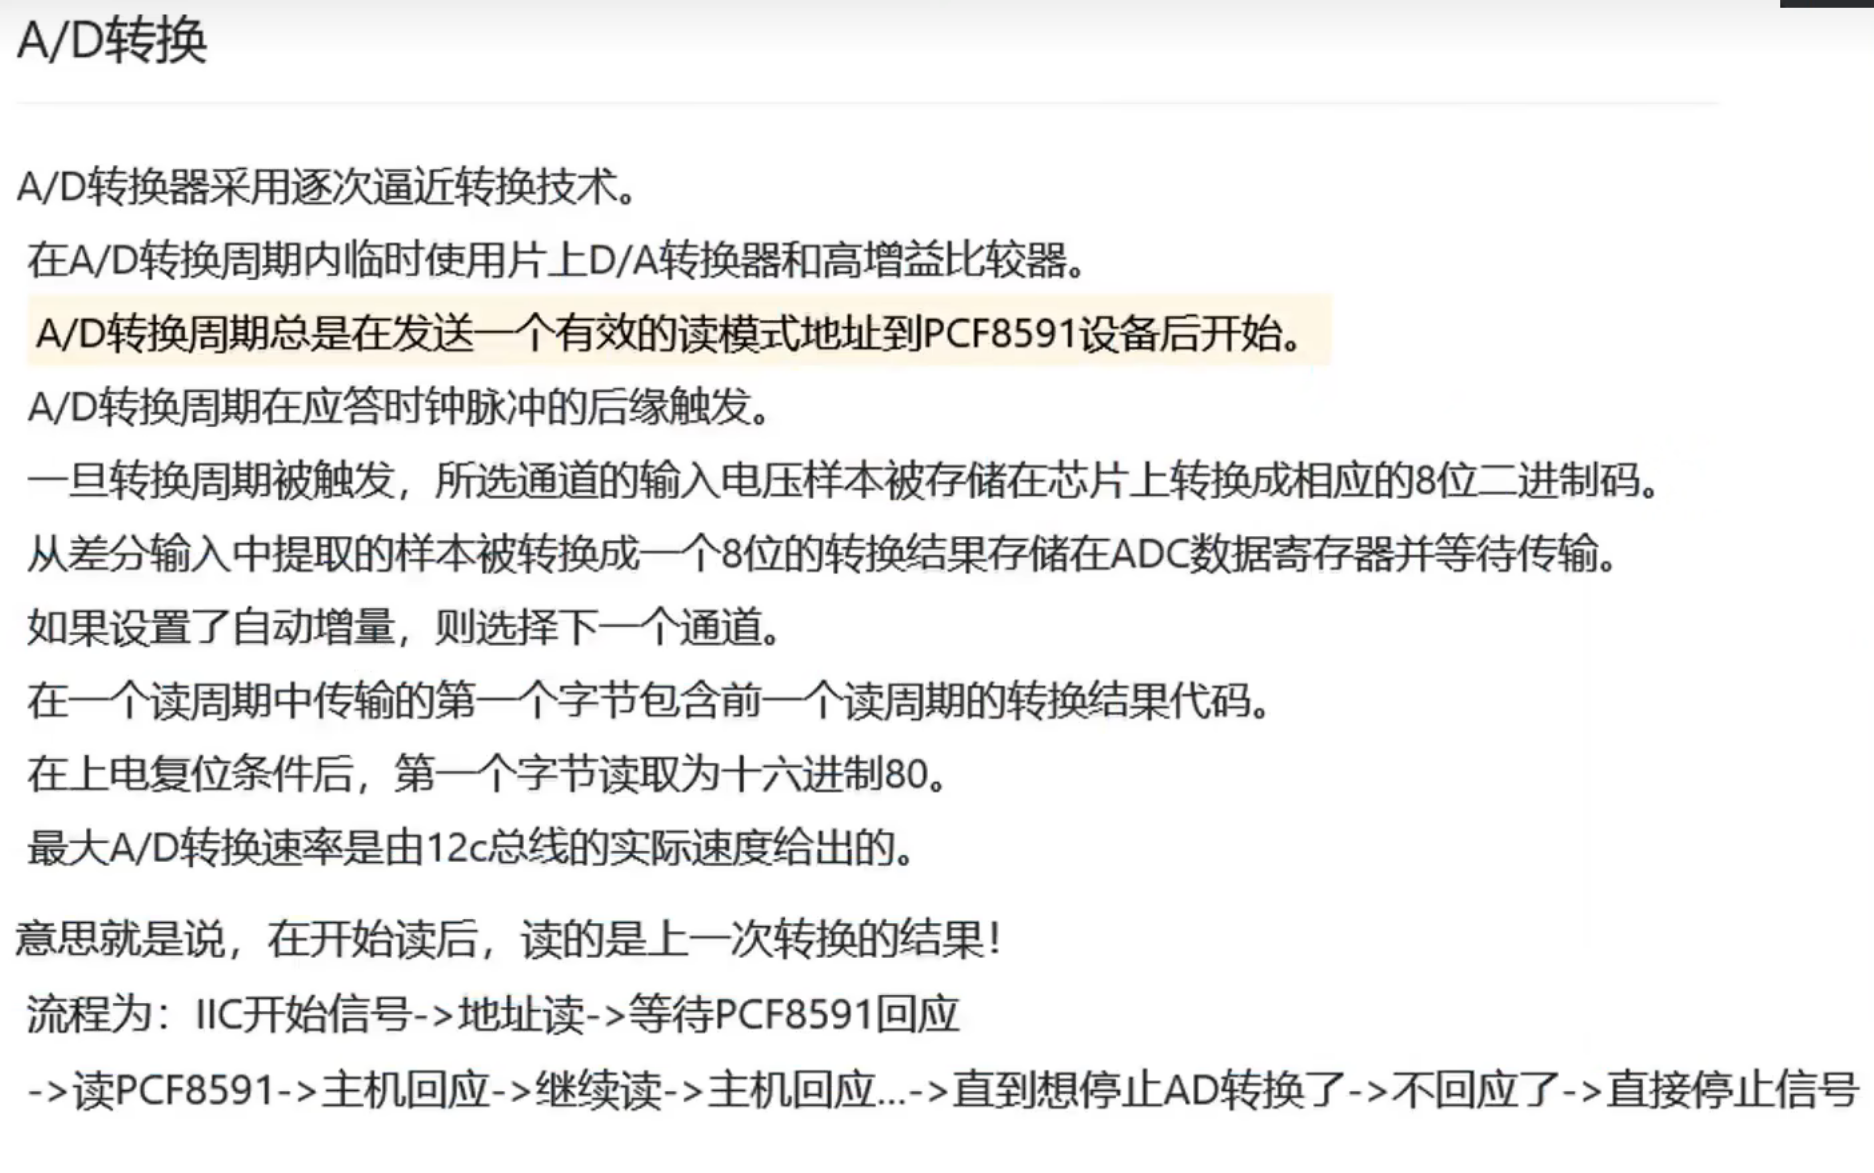 A/D转换
A/D转换器采用逐次逼近转换技术。
在A/D转换周期内临时使用片上D/A转换器和高增益比较器。
A/D转换周期总是在发送一个有效的读模式地址到PCF8591设备后开始。
A/D转换周期在应答时钟脉冲的后缘触发。
一旦转换周期被触发，所选通道的输入电压样本被存储在芯片上转换成相应的8位二进制码。
从差分输入中提取的样本被转换成一个8位的转换结果存储在ADC数据寄存器并等待传输。
如果设置了自动增量，则选择下一个通道。
在一个读周期中传输的第一个字节包含前一个读周期的转换结果代码。
在上电复位条件后，第一个字节读取为十六进制80。
最大A/D转换速率是由12c总线的实际速度给出的。
意思就是说，在开始读后，读的是上一次转换的结果！
流程为：IIC开始信号->地址读->等待PCF8591回应
->读PCF8591->主机回应->继续读->主机回应...->直到想停止AD转换了->不回应了->直接停止信号